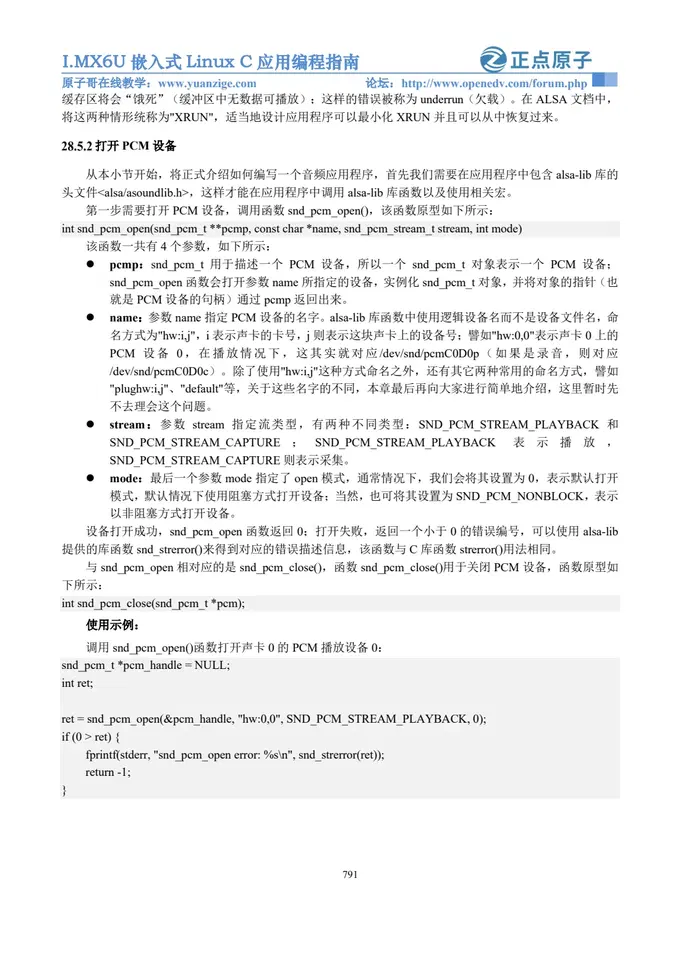 I.MX6U 嵌入式 Linux C 应用编程指南
正点原子
原子哥在线教学：www.yuanzige.com 论坛：http://www.openedv.com/forum.php
缓存区将会“饿死”（缓冲区中无数据可播放）；这样的错误被称为 underrun（欠载）。在 ALSA 文档中，
将这两种情形统称为"XRUN"，适当地设计应用程序可以最小化 XRUN 并且可以从中恢复过来。
28.5.2 打开 PCM 设备
从本小节开始，将正式介绍如何编写一个音频应用程序，首先我们需要在应用程序中包含 alsa-lib 库的
头文件<alsa/asoundlib.h>，这样才能在应用程序中调用 alsa-lib 库函数以及使用相关宏。
第一步需要打开 PCM 设备，调用函数 snd_pcm_open()，该函数原型如下所示：
int snd_pcm_open(snd_pcm_t **pcmp, const char *name, snd_pcm_stream_t stream, int mode)
该函数一共有 4 个参数，如下所示：
● pcmp：snd_pcm_t 用于描述一个 PCM 设备，所以一个 snd_pcm_t 对象表示一个 PCM 设备；
snd_pcm_open 函数会打开参数 name 所指定的设备，实例化 snd_pcm_t 对象，并将对象的指针（也
就是 PCM 设备的句柄）通过 pcmp 返回出来。
● name：参数 name 指定 PCM 设备的名字。alsa-lib 库函数中使用逻辑设备名而不是设备文件名，命
名方式为"hw:i,j"，i 表示声卡的卡号，j 则表示这块声卡上的设备号；譬如"hw:0,0"表示声卡 0 上的
PCM 设备 0，在播放情况下，这其实就对应/dev/snd/pcmC0D0p（如果是录音，则对应
/dev/snd/pcmC0D0c）。除了使用"hw:i,j"这种方式命名之外，还有其它两种常用的命名方式，譬如
"plughw:i,j"、"default"等，关于这些名字的不同，本章最后再向大家进行简单地介绍，这里暂时先
不去理会这个问题。
● stream：参数 stream 指定流类型，有两种不同类型：SND_PCM_STREAM_PLAYBACK 和
SND_PCM_STREAM_CAPTURE ； SND_PCM_STREAM_PLAYBACK 表示播放，
SND_PCM_STREAM_CAPTURE 则表示采集。
● mode：最后一个参数 mode 指定了 open 模式，通常情况下，我们会将其设置为 0，表示默认打开
模式，默认情况下使用阻塞方式打开设备；当然，也可将其设置为 SND_PCM_NONBLOCK，表示
以非阻塞方式打开设备。
设备打开成功，snd_pcm_open 函数返回 0；打开失败，返回一个小于 0 的错误编号，可以使用 alsa-lib
提供的库函数 snd_strerror()来得到对应的错误描述信息，该函数与 C 库函数 strerror()用法相同。
与 snd_pcm_open 相对应的是 snd_pcm_close()，函数 snd_pcm_close()用于关闭 PCM 设备，函数原型如
下所示：
int snd_pcm_close(snd_pcm_t *pcm);
使用示例：
调用 snd_pcm_open()函数打开声卡 0 的 PCM 播放设备 0：
snd_pcm_t *pcm_handle = NULL;
int ret;
ret = snd_pcm_open(&pcm_handle, "hw:0,0", SND_PCM_STREAM_PLAYBACK, 0);
if (0 > ret) {
fprintf(stderr, "snd_pcm_open error: %s\n", snd_strerror(ret));
return -1;
}
791